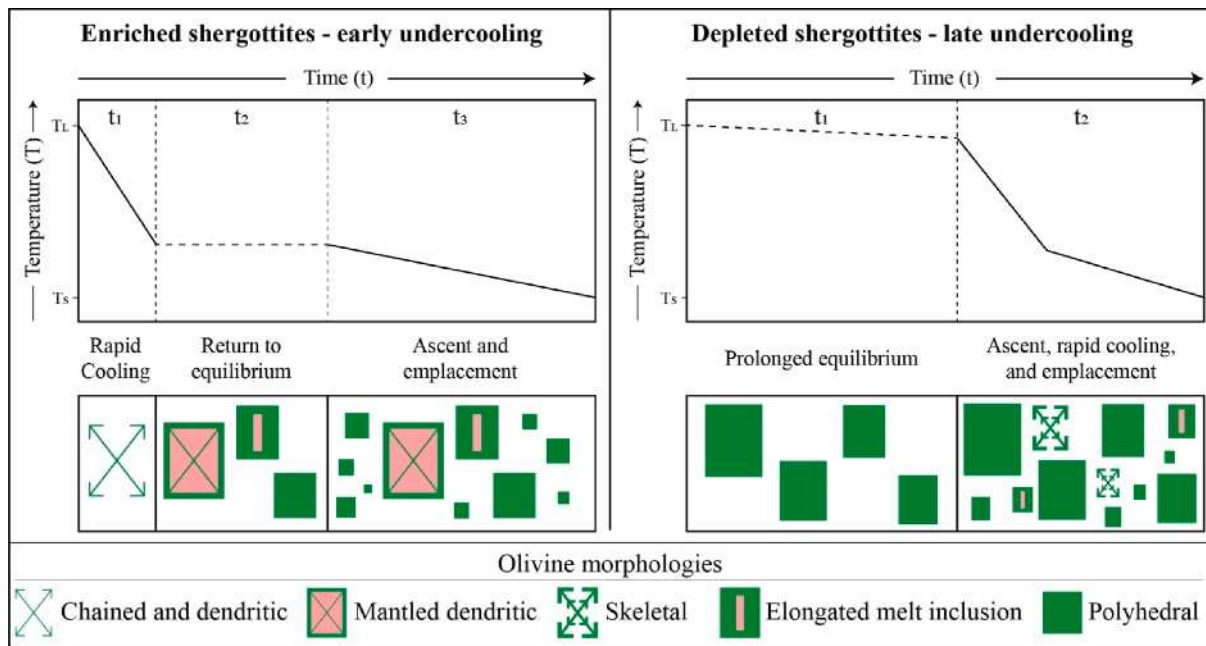 Enriched shergottites - early undercooling
Time (t)
Temperature (T)
TL
Ts
t₁
t₂
t₃
Rapid
Cooling
Return to
equilibrium
Ascent and
emplacement
Depleted shergottites - late undercooling
Time (t)
Temperature (T)
TL
Ts
t₁
t₂
Prolonged equilibrium
Ascent, rapid cooling,
and emplacement
Olivine morphologies
Chained and dendritic
Mantled dendritic
Skeletal
Elongated melt inclusion
Polyhedral